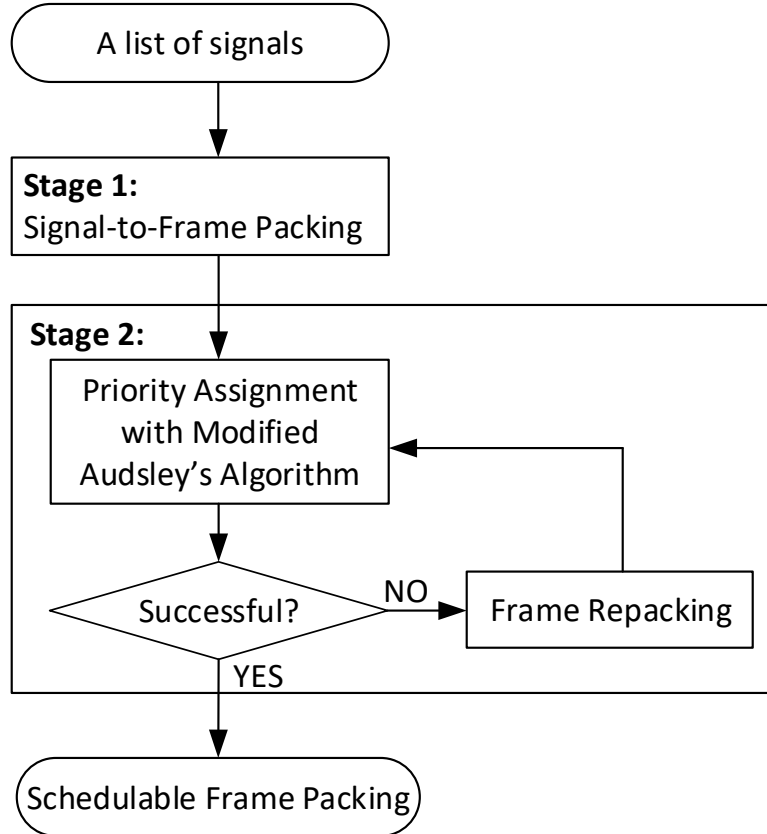 A list of signals
Stage 1:
Signal-to-Frame Packing
Stage 2:
Priority Assignment
with Modified
Audsley’s Algorithm
Successful?
NO
Frame Repacking
YES
Schedulable Frame Packing